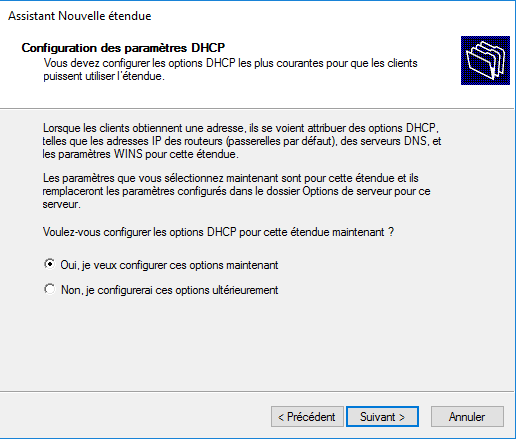 Assistant Nouvelle étendue
Configuration des paramètres DHCP
Vous devez configurer les options DHCP les plus courantes pour que les clients
puissent utiliser l'étendue.
Lorsque les clients obtiennent une adresse, ils se voient attribuer des options DHCP,
telles que les adresses IP des routeurs (passerelles par défaut), des serveurs DNS, et
les paramètres WINS pour cette étendue.
Les paramètres que vous sélectionnez maintenant sont pour cette étendue et ils
remplaceront les paramètres configurés dans le dossier Options de serveur pour ce
serveur.
Voulez-vous configurer les options DHCP pour cette étendue maintenant ?
Oui, je veux configurer ces options maintenant
Non, je configurerai ces options ultérieurement
< Précédent Suivant > Annuler